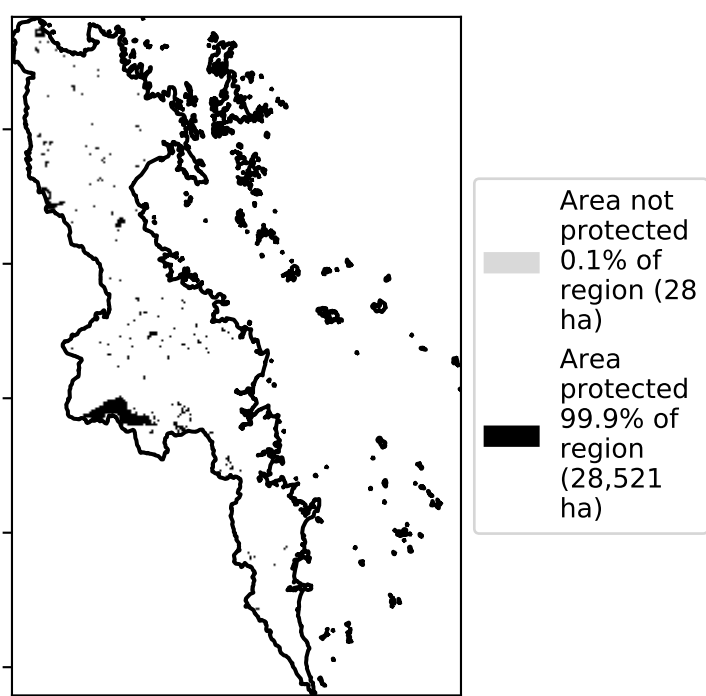 Area not
protected
0.1% of
region (28
ha)
Area
protected
99.9% of
region
(28,521
ha)